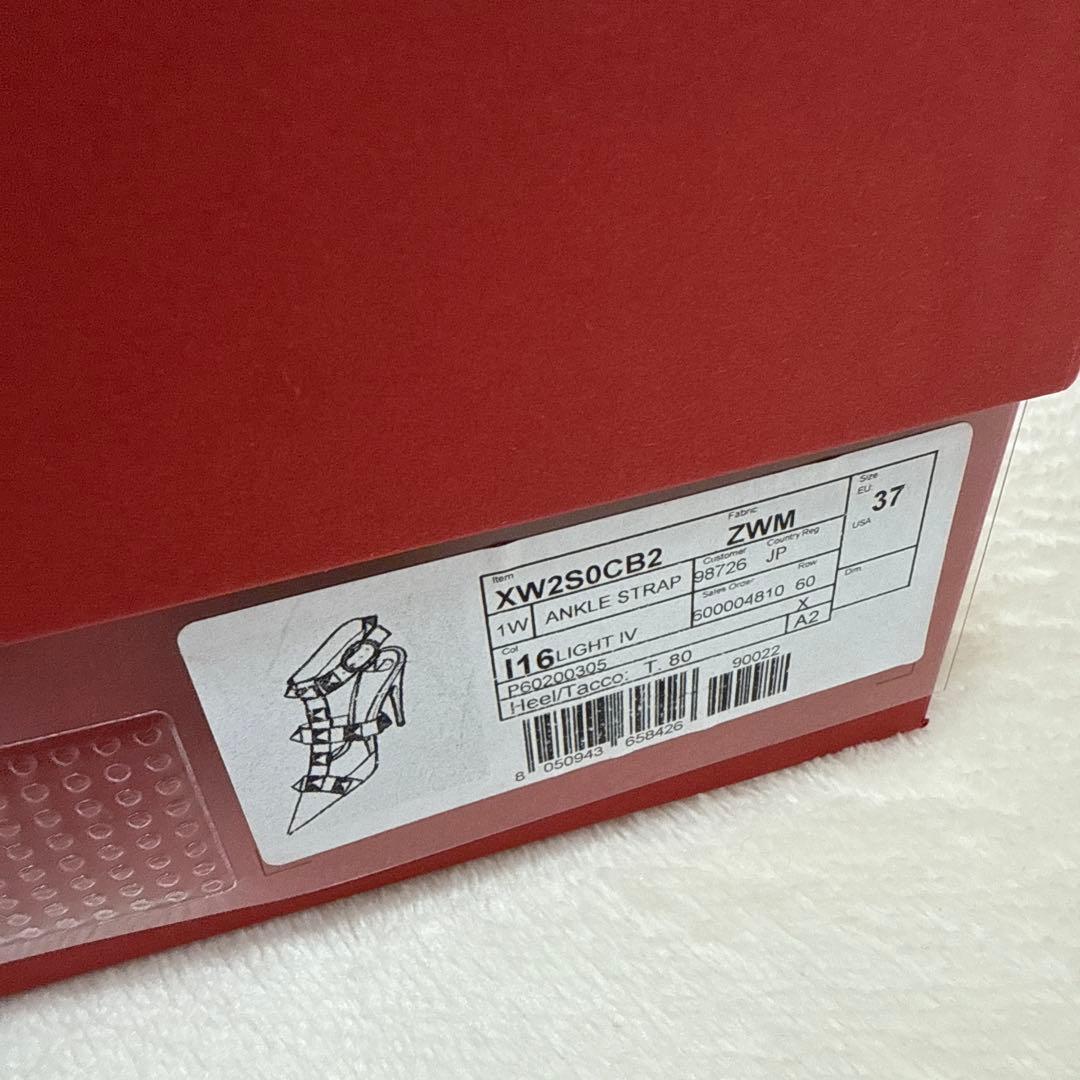 Item
XW2S0CB2
Fabric
ZWM
Size
EU:
37
USA
1W ANKLE STRAP
Customer
98726
Country Reg
JP
Col
I16 LIGHT IV
Sales Order
600004810
Row
60
Dm.
P60200305
X
A2
Heel/Tacco: T. 80
90022
8 050943 658426